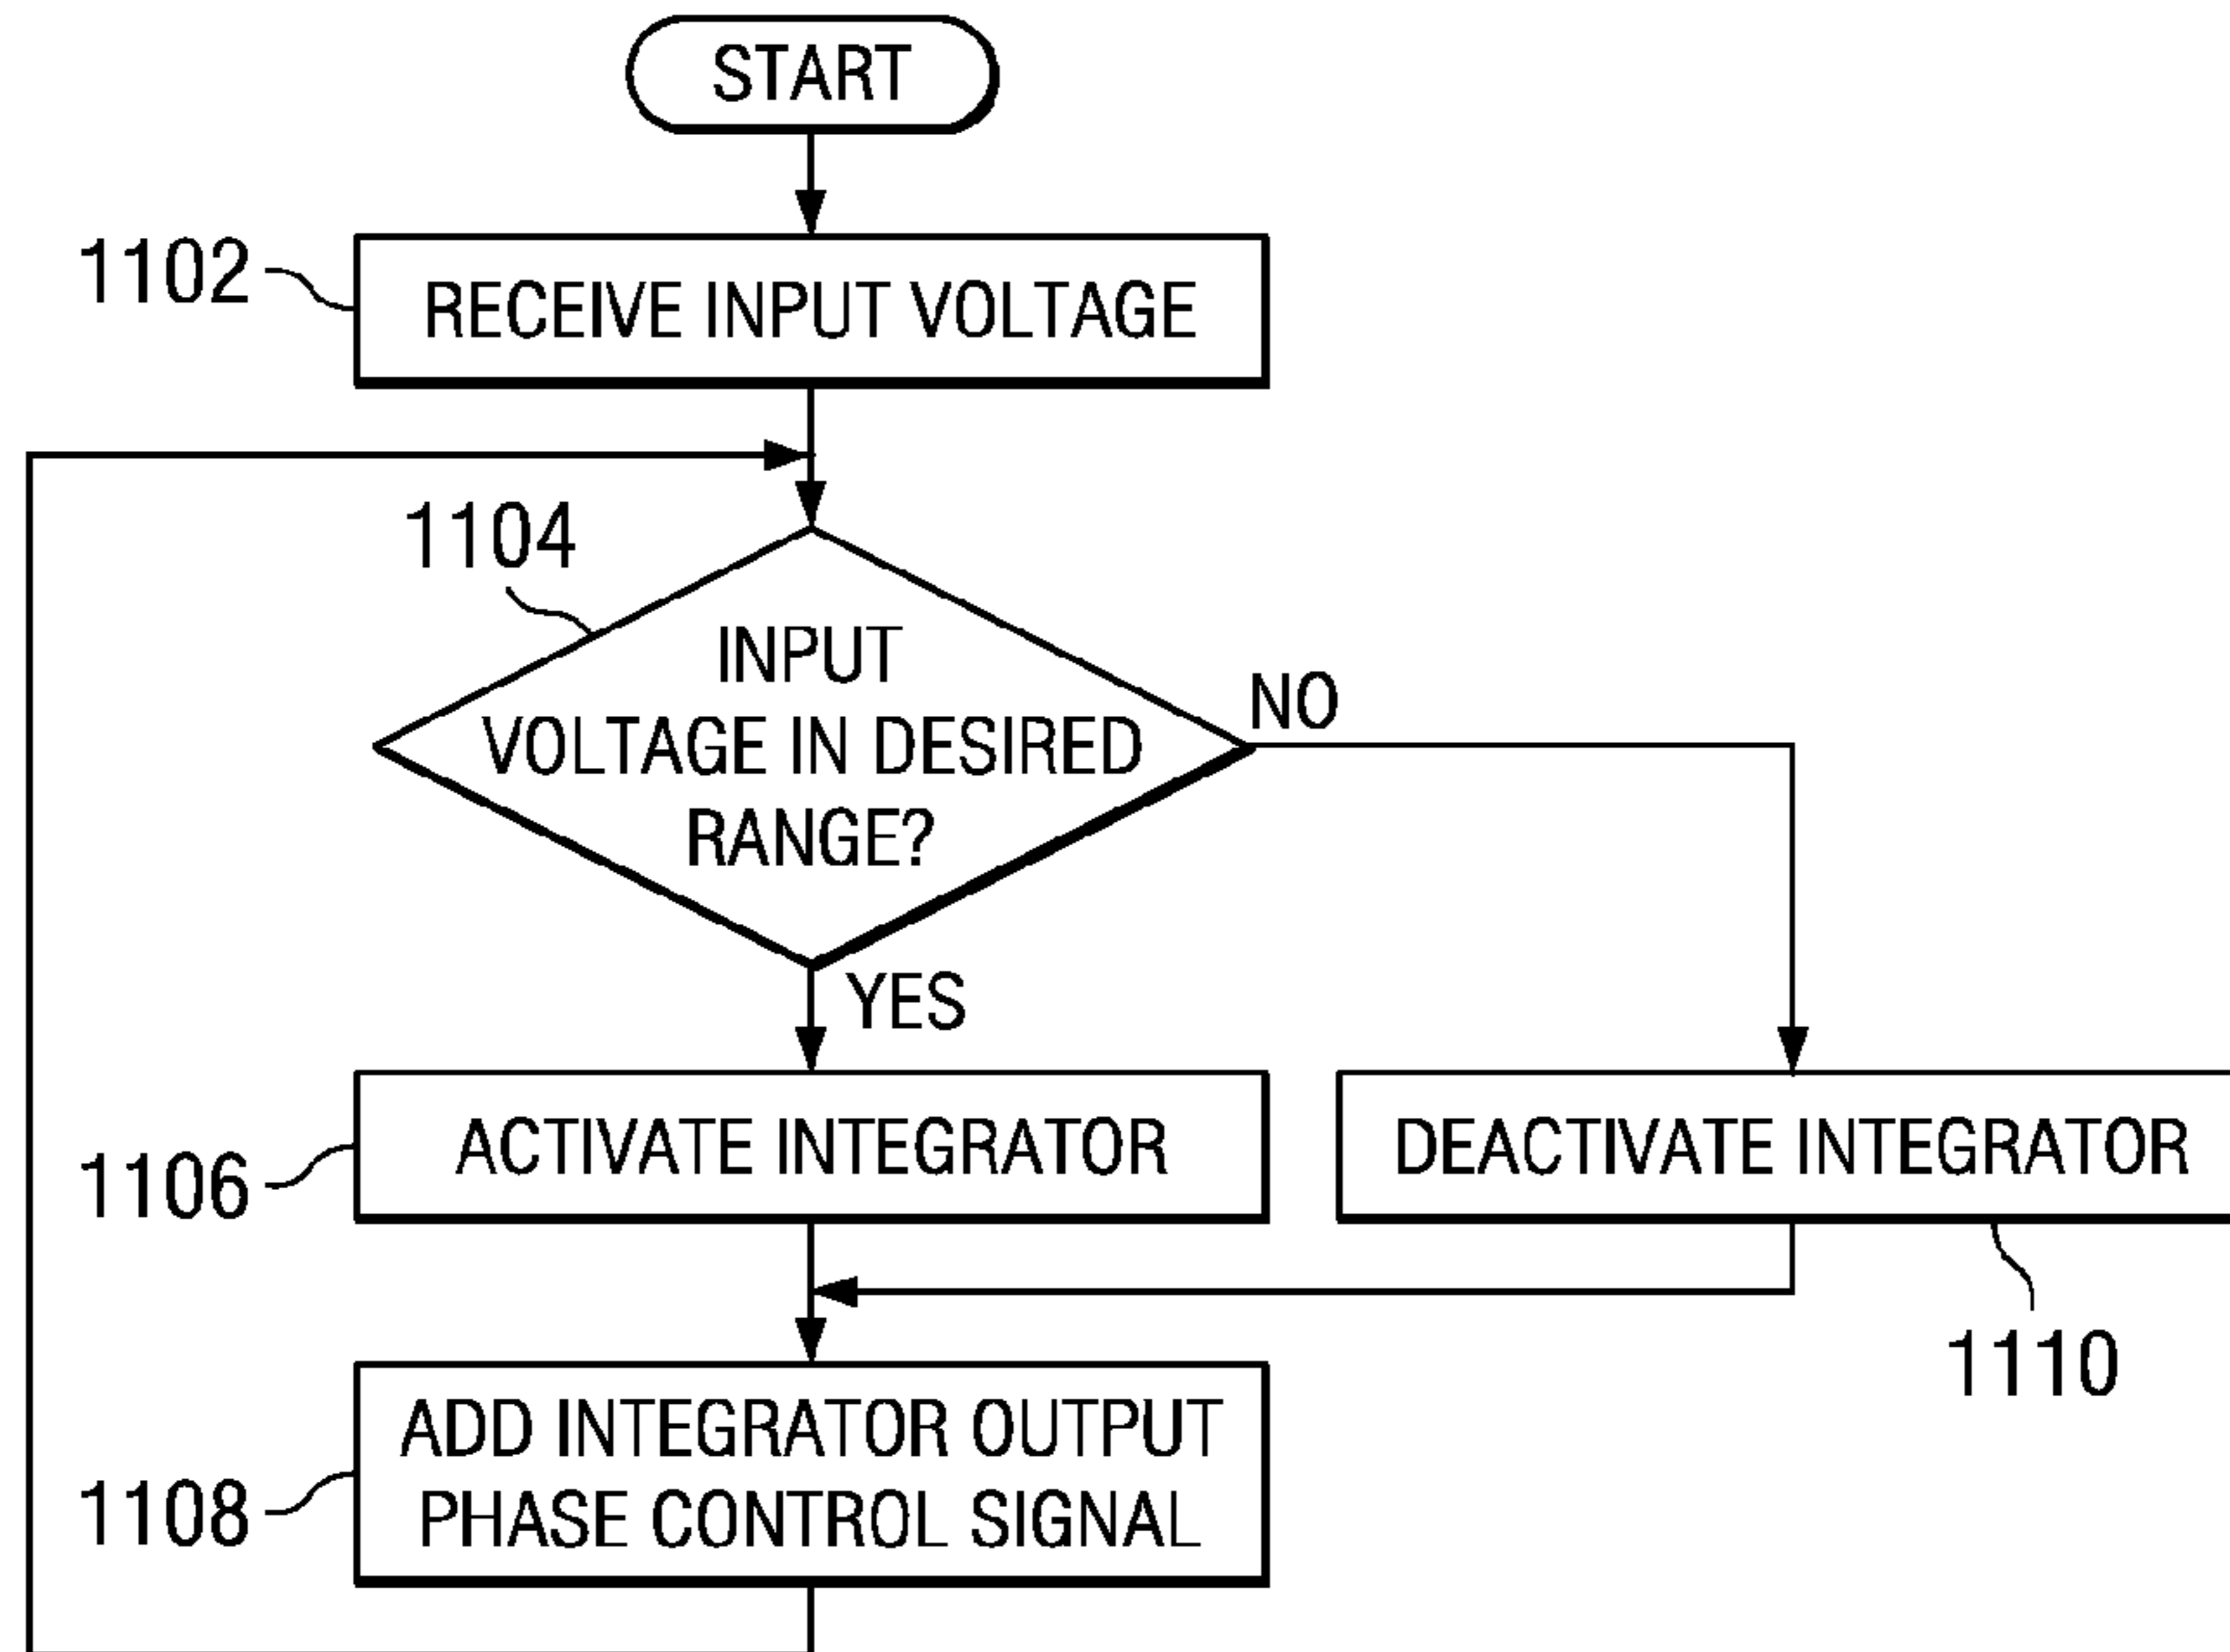 START
1102
RECEIVE INPUT VOLTAGE
1104
INPUT
VOLTAGE IN DESIRED
RANGE?
NO
YES
1106
ACTIVATE INTEGRATOR
DEACTIVATE INTEGRATOR
1110
ADD INTEGRATOR OUTPUT
PHASE CONTROL SIGNAL
1108